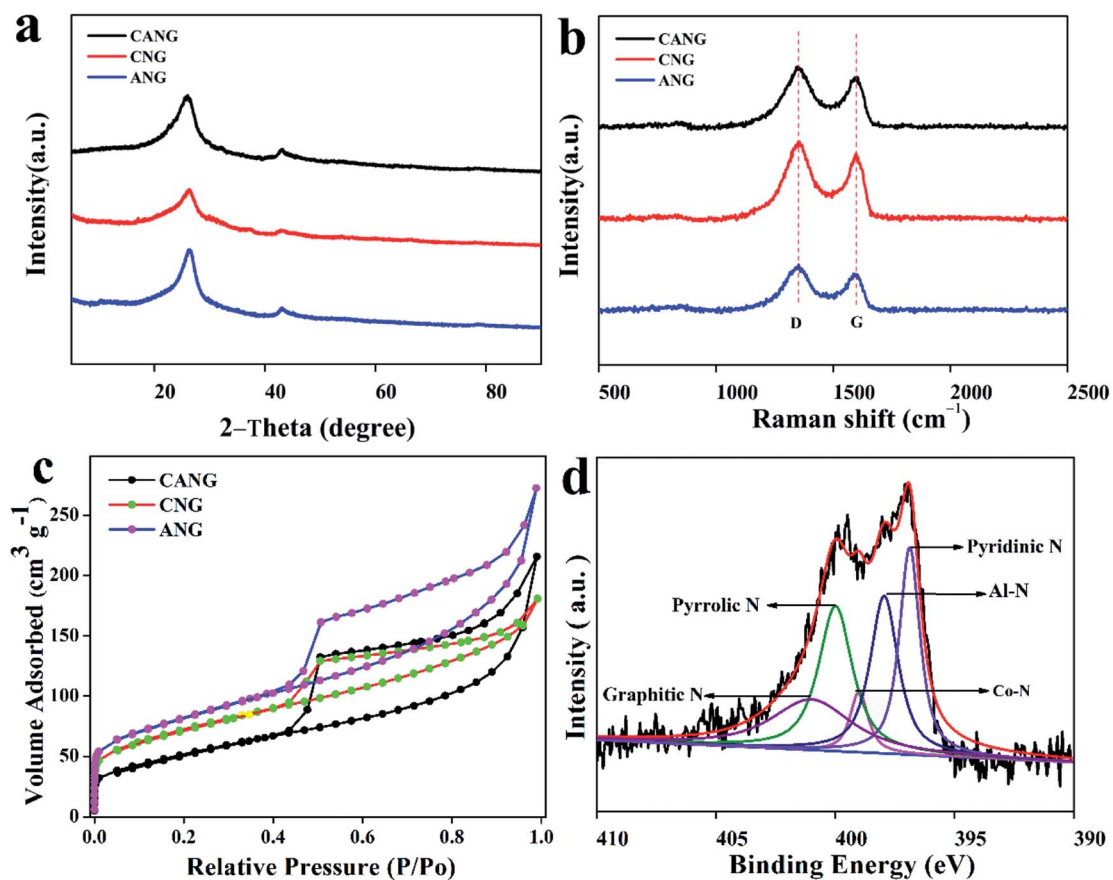 a
CANG
CNG
ANG
Intensity(a.u.)
20 40 60 80
2–Theta (degree)
b
CANG
CNG
ANG
Intensity(a.u.)
D G
500 1000 1500 2000 2500
Raman shift (cm⁻¹)
c
CANG
CNG
ANG
Volume Adsorbed (cm³ g⁻¹)
250
200
150
100
50
0
0.0 0.2 0.4 0.6 0.8 1.0
Relative Pressure (P/Po)
d
Pyridinic N
Al-N
Pyrrolic N
Co-N
Graphitic N
Intensity ( a.u.)
410 405 400 395 390
Binding Energy (eV)